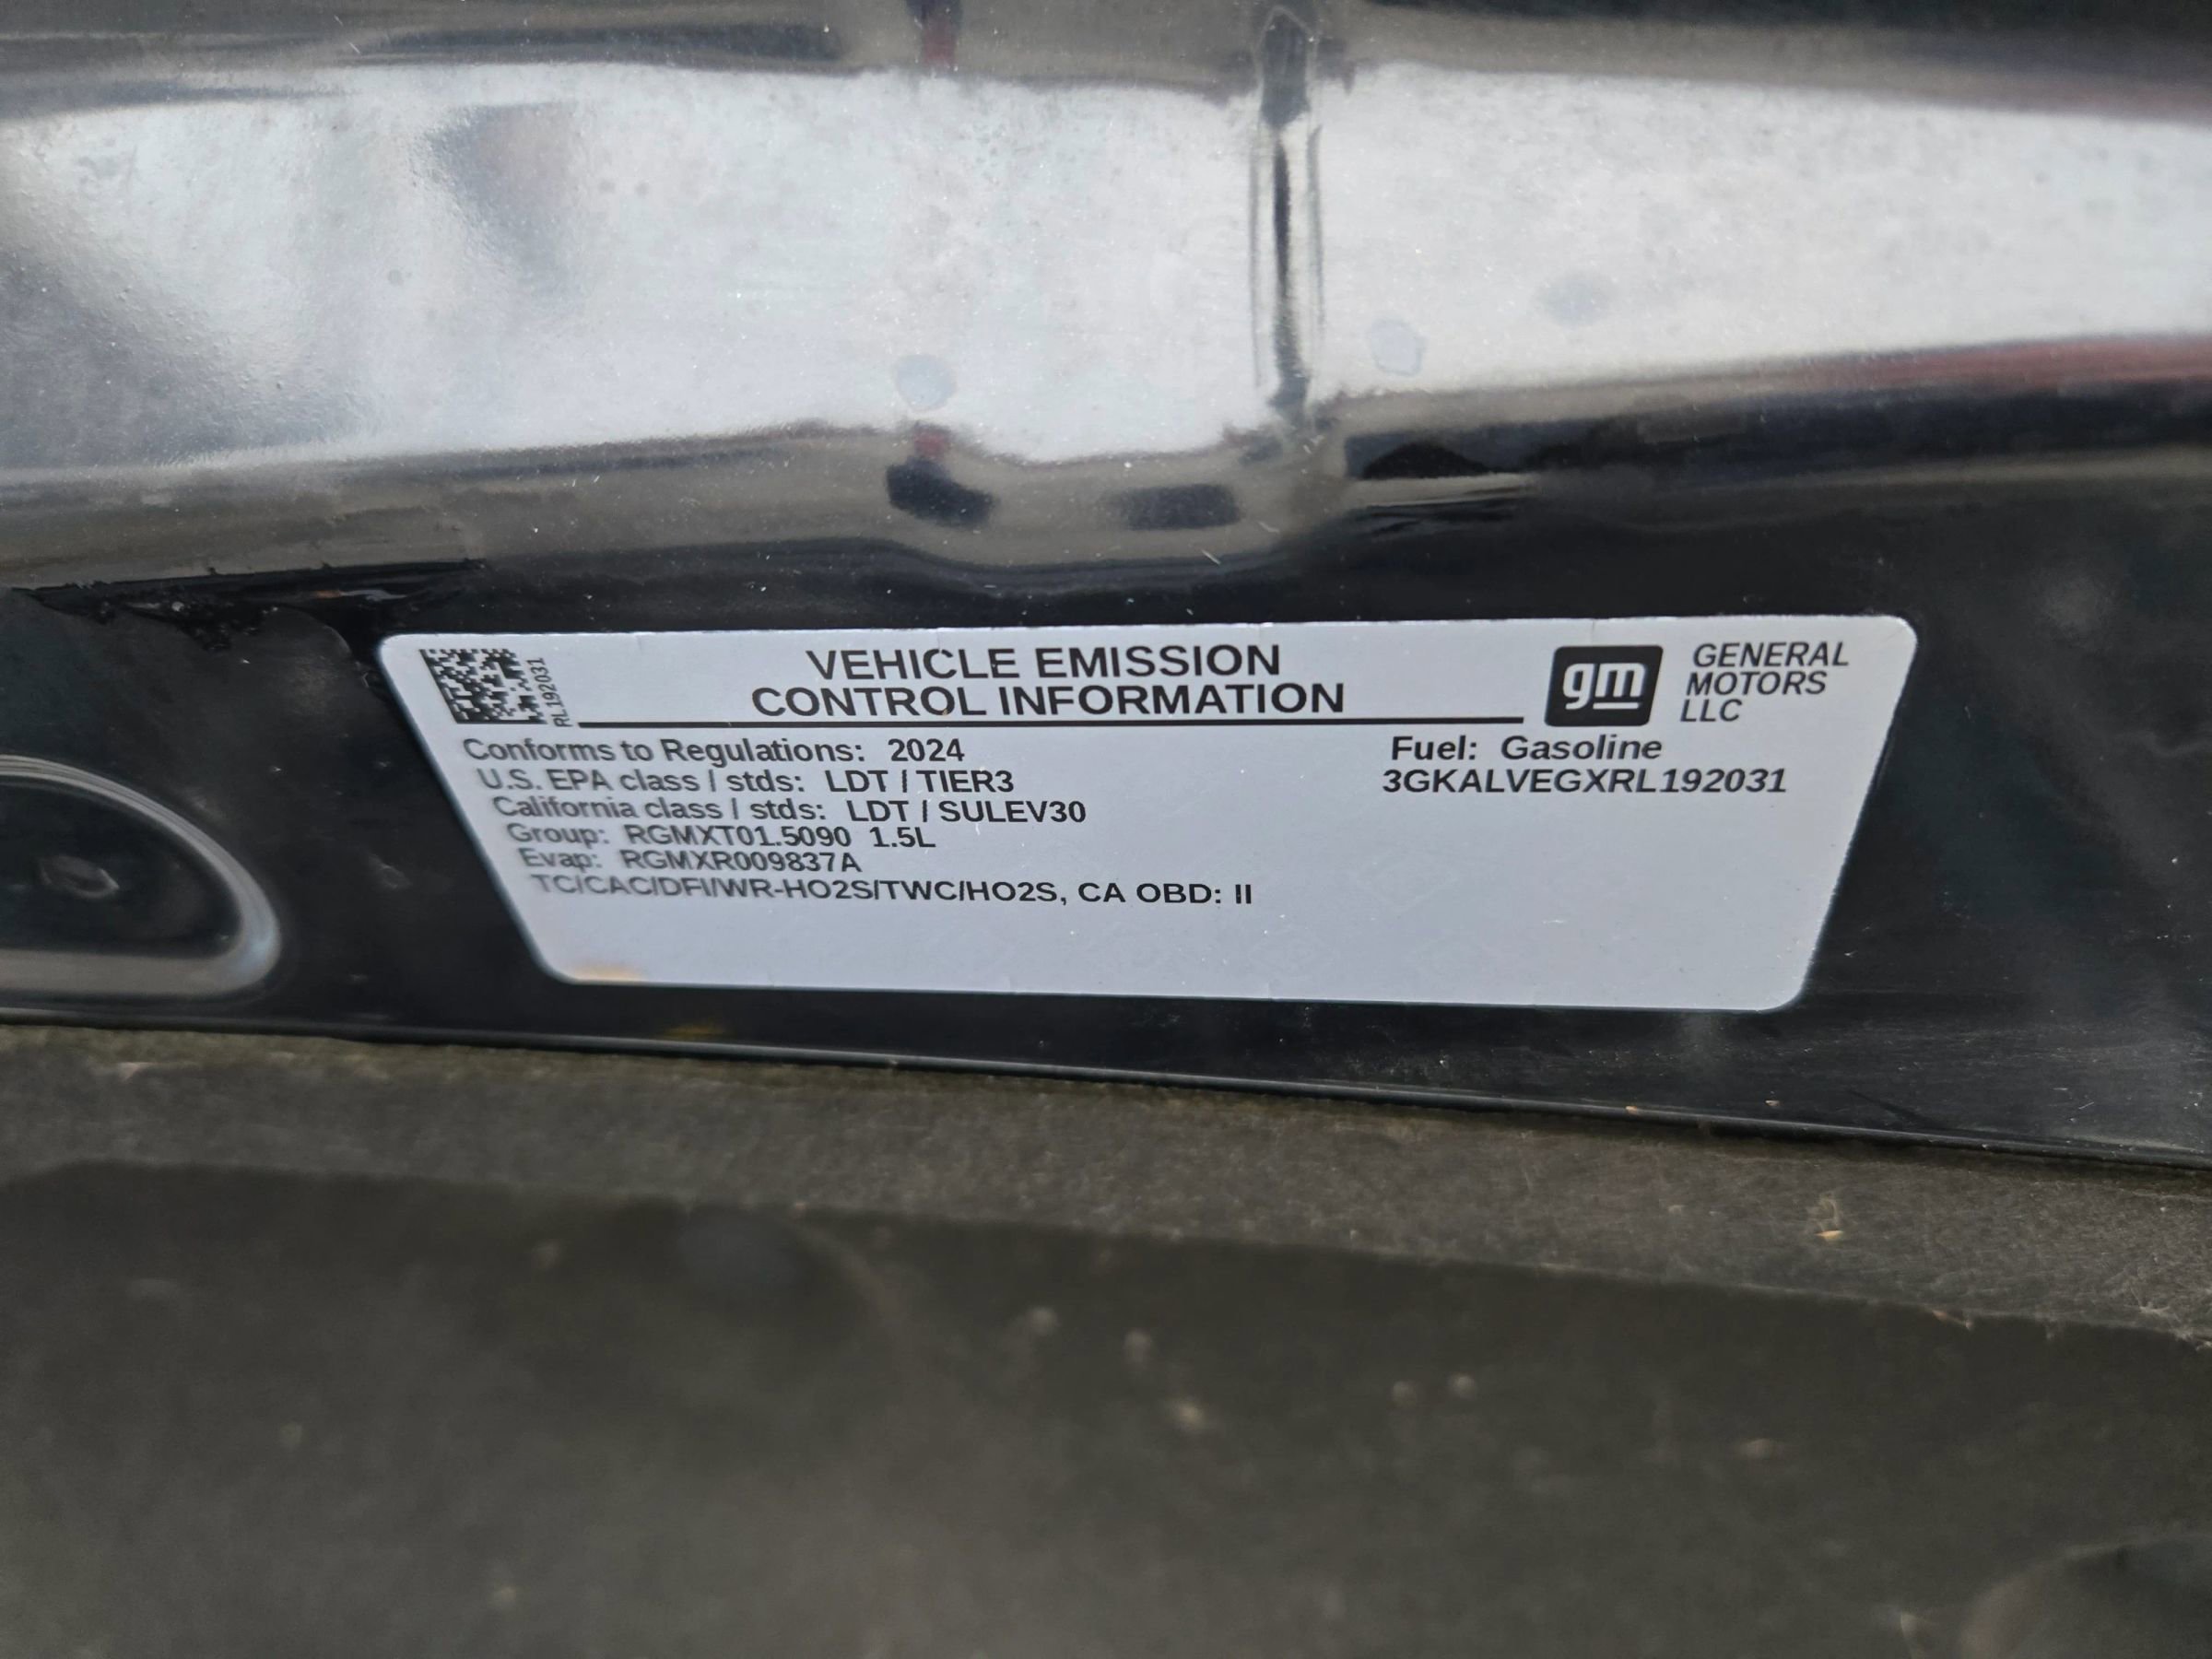 RL192031
VEHICLE EMISSION
CONTROL INFORMATION
gm
GENERAL
MOTORS
LLC
Conforms to Regulations: 2024
U.S. EPA class / stds: LDT / TIER3
California class / stds: LDT / SULEV30
Group: RGMXT01.5090 1.5L
Evap: RGMXR009837A
TC/CAC/DFI/WR-HO2S/TWC/HO2S, CA OBD: II
Fuel: Gasoline
3GKALVEGXRL192031